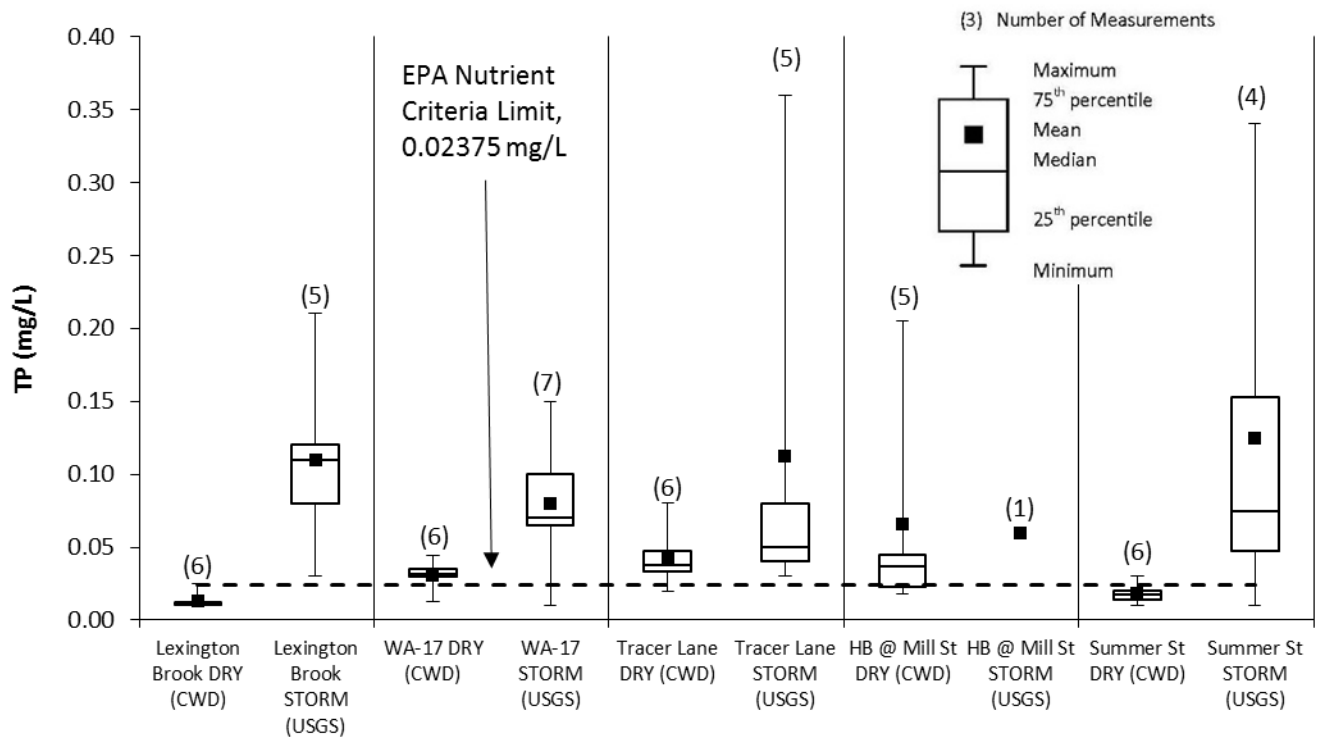 (3) Number of Measurements
Maximum
75th percentile
Mean
Median
25th percentile
Minimum
EPA Nutrient
Criteria Limit,
0.02375 mg/L
TP (mg/L)
0.40
0.35
0.30
0.25
0.20
0.15
0.10
0.05
0.00
(6)
(5)
(6)
(7)
(6)
(5)
(5)
(1)
(6)
(4)
Lexington
Brook DRY
(CWD)
Lexington
Brook
STORM
(USGS)
WA-17 DRY
(CWD)
WA-17
STORM
(USGS)
Tracer Lane
DRY (CWD)
Tracer Lane
STORM
(USGS)
HB @ Mill St
DRY (CWD)
HB @ Mill St
STORM
(USGS)
Summer St
DRY (CWD)
Summer St
STORM
(USGS)